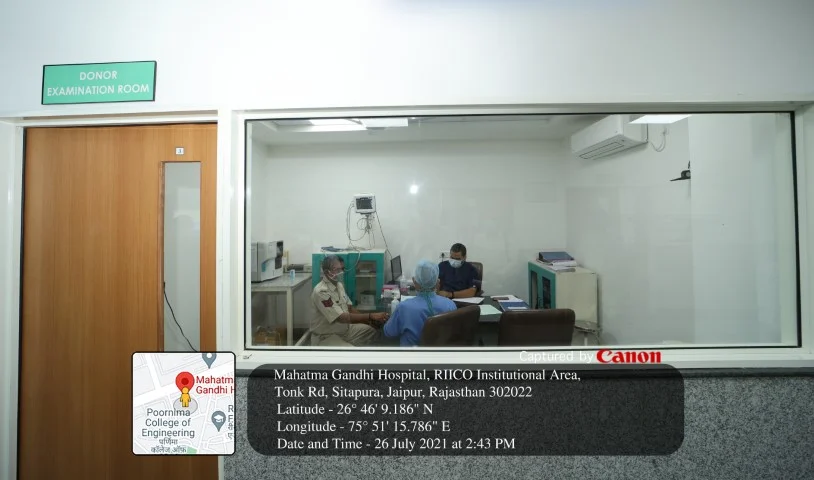 DONOR
EXAMINATION ROOM
Captured by Canon
Mahatma Gandhi Hospital, RIICO Institutional Area,
Tonk Rd, Sitapura, Jaipur, Rajasthan 302022
Latitude - 26° 46' 9.186" N
Longitude - 75° 51' 15.786" E
Date and Time - 26 July 2021 at 2:43 PM
Mahatm
Gandhi H
Poornima
College of
Engineering
पूर्णिमा
कॉलेज ऑफ़